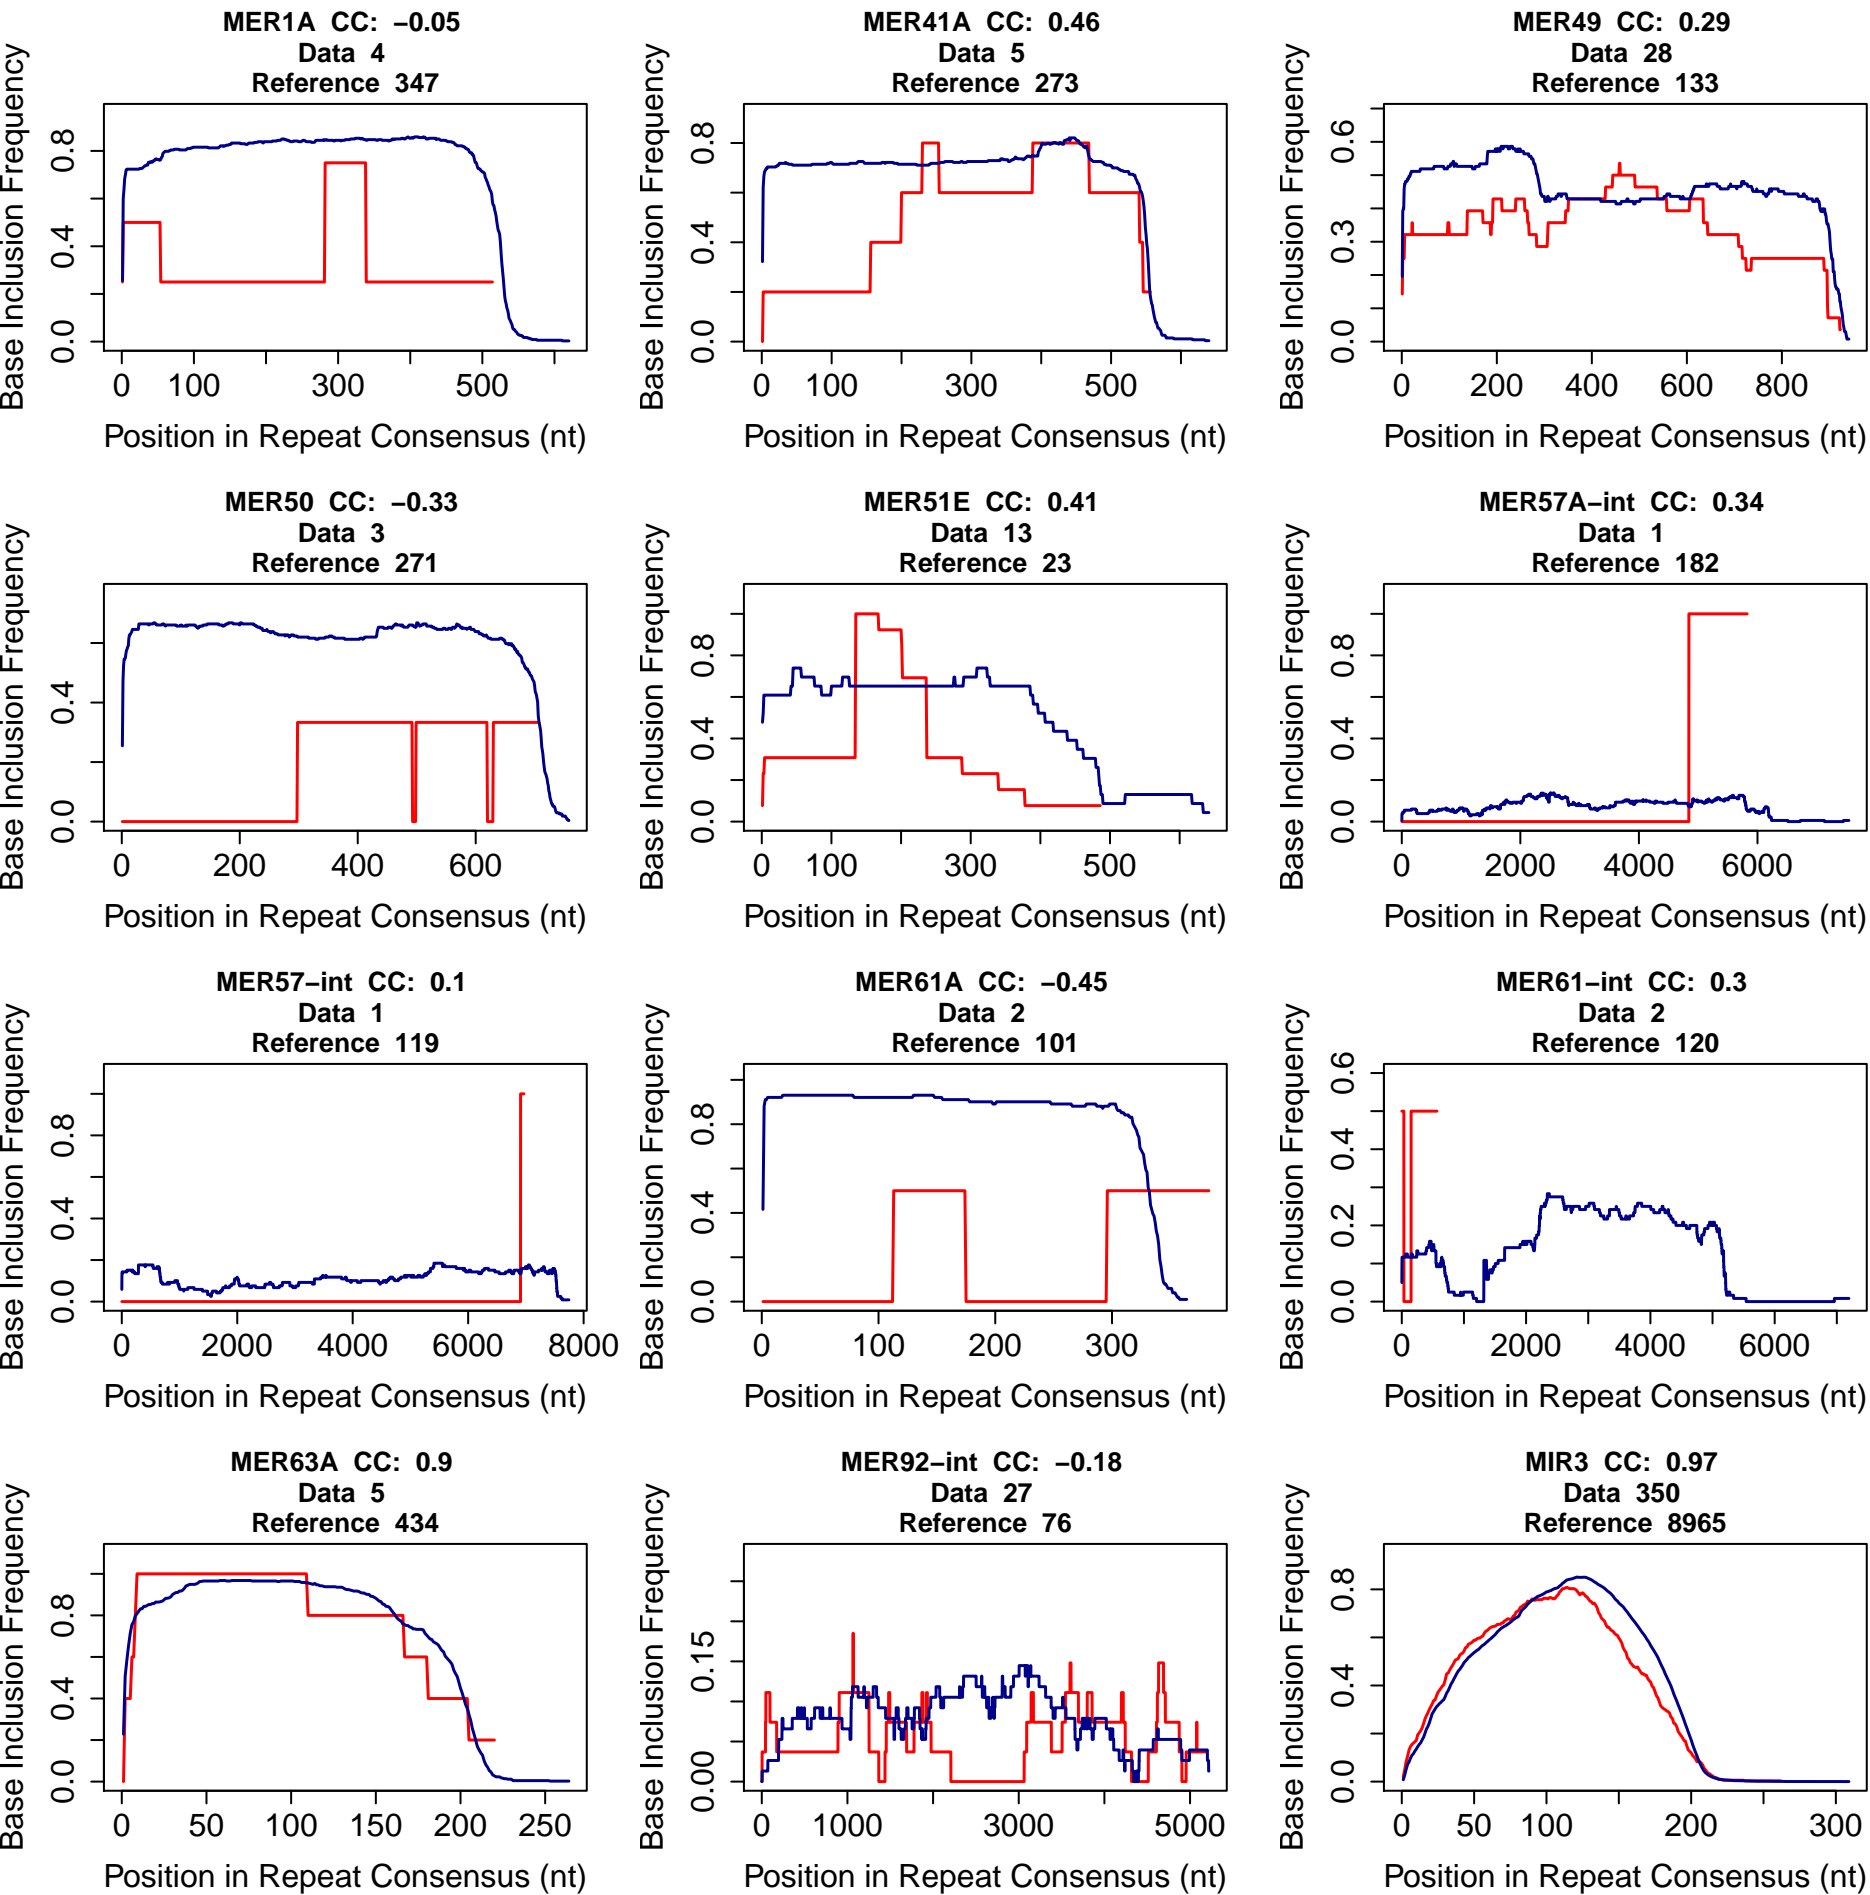 MER1A CC: −0.05
Data 4
Reference 347
Base Inclusion Frequency
0.0 0.4 0.8
0 100 300 500
Position in Repeat Consensus (nt)
MER41A CC: 0.46
Data 5
Reference 273
Base Inclusion Frequency
0.0 0.4 0.8
0 100 300 500
Position in Repeat Consensus (nt)
MER49 CC: 0.29
Data 28
Reference 133
Base Inclusion Frequency
0.0 0.3 0.6
0 200 400 600 800
Position in Repeat Consensus (nt)
MER50 CC: −0.33
Data 3
Reference 271
Base Inclusion Frequency
0.0 0.4
0 200 400 600
Position in Repeat Consensus (nt)
MER51E CC: 0.41
Data 13
Reference 23
Base Inclusion Frequency
0.0 0.4 0.8
0 100 300 500
Position in Repeat Consensus (nt)
MER57A−int CC: 0.34
Data 1
Reference 182
Base Inclusion Frequency
0.0 0.4 0.8
0 2000 4000 6000
Position in Repeat Consensus (nt)
MER57−int CC: 0.1
Data 1
Reference 119
Base Inclusion Frequency
0.0 0.4 0.8
0 2000 4000 6000 8000
Position in Repeat Consensus (nt)
MER61A CC: −0.45
Data 2
Reference 101
Base Inclusion Frequency
0.0 0.4 0.8
0 100 200 300
Position in Repeat Consensus (nt)
MER61−int CC: 0.3
Data 2
Reference 120
Base Inclusion Frequency
0.0 0.2 0.4 0.6
0 2000 4000 6000
Position in Repeat Consensus (nt)
MER63A CC: 0.9
Data 5
Reference 434
Base Inclusion Frequency
0.0 0.4 0.8
0 50 100 150 200 250
Position in Repeat Consensus (nt)
MER92−int CC: −0.18
Data 27
Reference 76
Base Inclusion Frequency
0.00 0.15
0 1000 3000 5000
Position in Repeat Consensus (nt)
MIR3 CC: 0.97
Data 350
Reference 8965
Base Inclusion Frequency
0.0 0.4 0.8
0 50 100 200 300
Position in Repeat Consensus (nt)